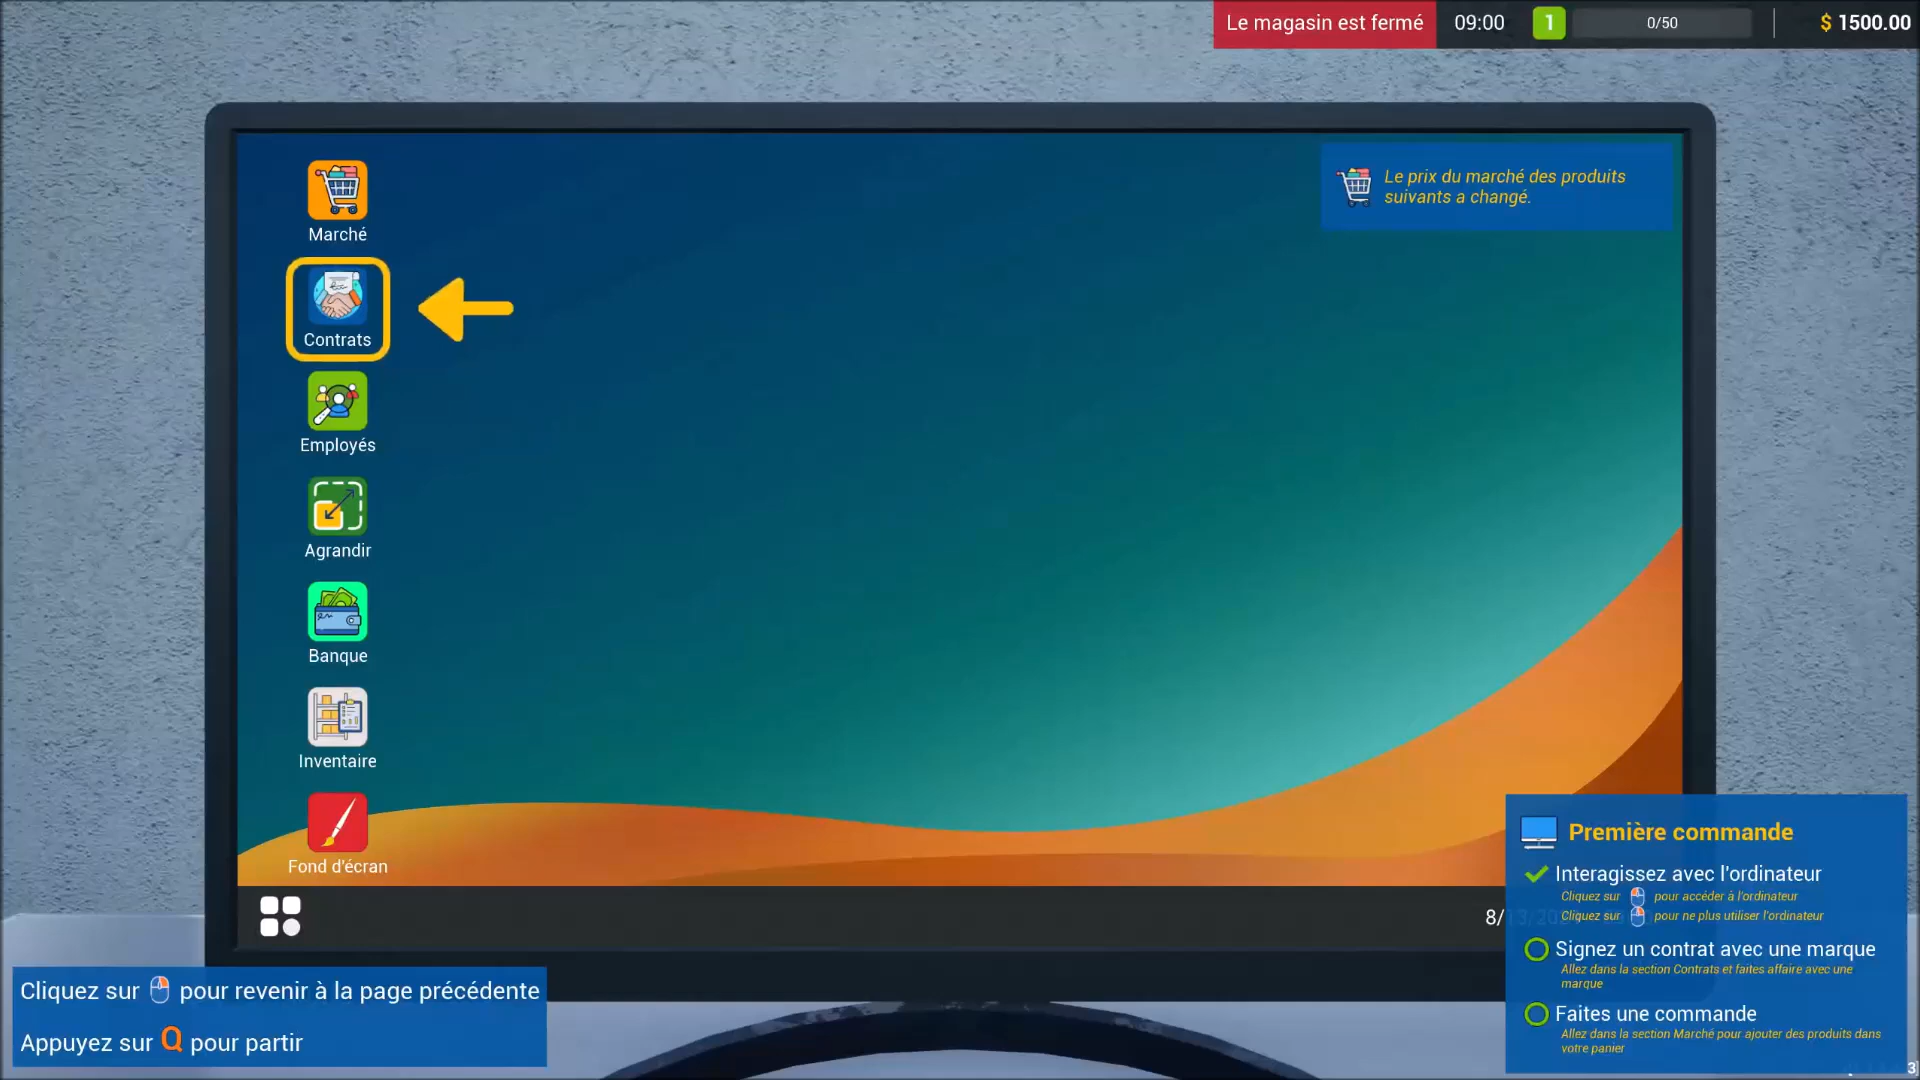 Le magasin est fermé 09:00 1 0/50 $ 1500.00
Marché
Le prix du marché des produits
suivants a changé.
Contrats
Employés
Agrandir
Banque
Inventaire
Fond d'écran
8/13/20
Première commande
Interagissez avec l'ordinateur
Cliquez sur pour accéder à l'ordinateur
Cliquez sur pour ne plus utiliser l'ordinateur
Signez un contrat avec une marque
Allez dans la section Contrats et faites affaire avec une
marque
Faites une commande
Allez dans la section Marché pour ajouter des produits dans
votre panier
Cliquez sur pour revenir à la page précédente
Appuyez sur Q pour partir